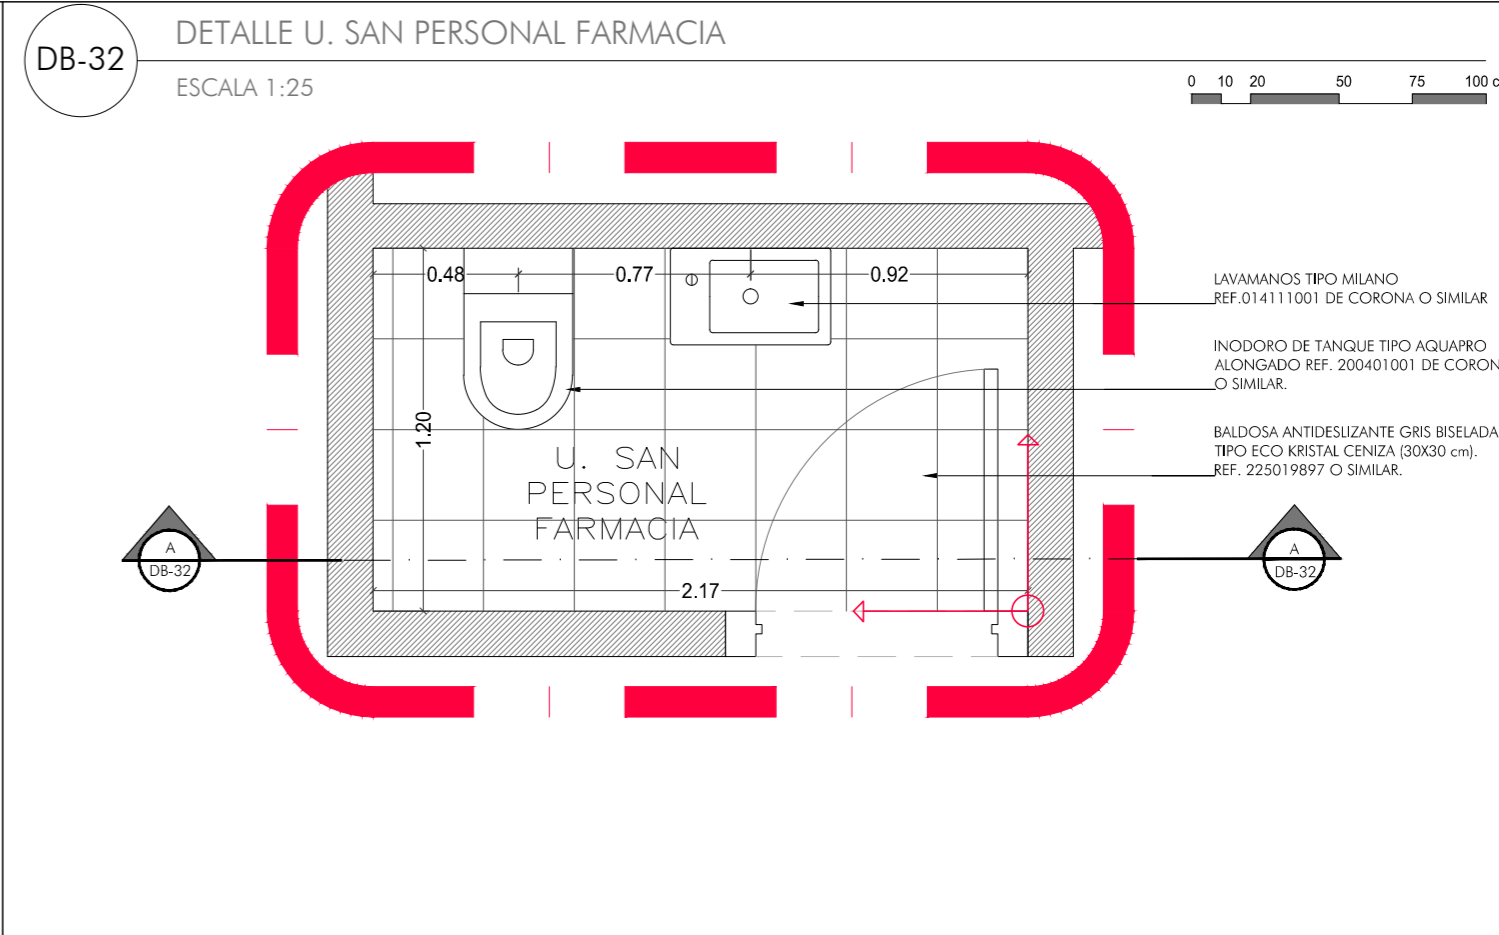 DB-32
DETALLE U. SAN PERSONAL FARMACIA
ESCALA 1:25
0 10 20 50 75 100 c
0.48 0.77 0.92
LAVAMANOS TIPO MILANO
REF.014111001 DE CORONA O SIMILAR
INODORO DE TANQUE TIPO AQUAPRO
ALONGADO REF. 200401001 DE CORON
O SIMILAR.
1.20
BALDOSA ANTIDESLIZANTE GRIS BISELADA
TIPO ECO KRISTAL CENIZA (30X30 cm).
REF. 225019897 O SIMILAR.
U. SAN
PERSONAL
FARMACIA
A
DB-32
A
DB-32
2.17